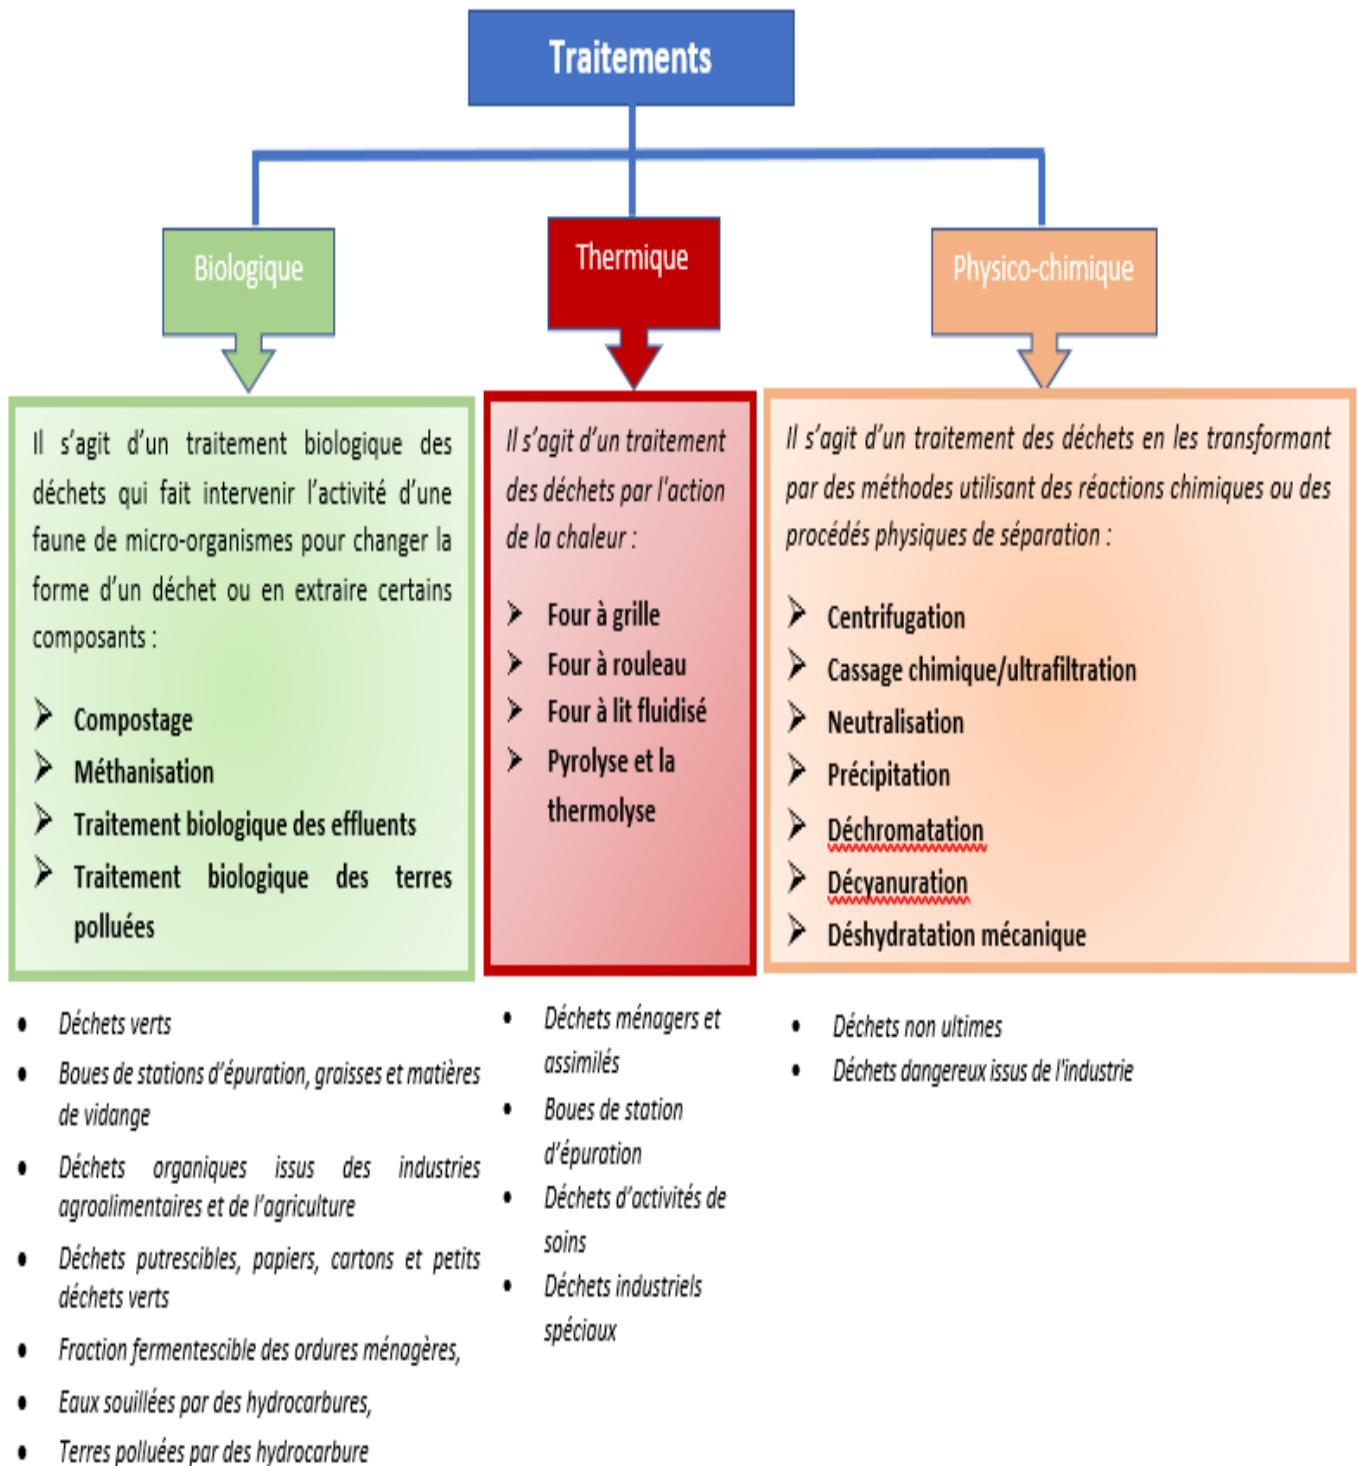 Traitements
Biologique
Thermique
Physico-chimique
Il s’agit d’un traitement biologique des
déchets qui fait intervenir l’activité d’une
faune de micro-organismes pour changer la
forme d’un déchet ou en extraire certains
composants :
➢ Compostage
➢ Méthanisation
➢ Traitement biologique des effluents
➢ Traitement biologique des terres
polluées
Il s’agit d’un traitement
des déchets par l'action
de la chaleur :
➢ Four à grille
➢ Four à rouleau
➢ Four à lit fluidisé
➢ Pyrolyse et la
thermolyse
Il s’agit d’un traitement des déchets en les transformant
par des méthodes utilisant des réactions chimiques ou des
procédés physiques de séparation :
➢ Centrifugation
➢ Cassage chimique/ultrafiltration
➢ Neutralisation
➢ Précipitation
➢ Déchromatation
➢ Décyanuration
➢ Déshydratation mécanique
• Déchets verts
• Boues de stations d’épuration, graisses et matières
de vidange
• Déchets organiques issus des industries
agroalimentaires et de l’agriculture
• Déchets putrescibles, papiers, cartons et petits
déchets verts
• Fraction fermentescible des ordures ménagères,
• Eaux souillées par des hydrocarbures,
• Terres polluées par des hydrocarbure
• Déchets ménagers et
assimilés
• Boues de station
d’épuration
• Déchets d’activités de
soins
• Déchets industriels
spéciaux
• Déchets non ultimes
• Déchets dangereux issus de l'industrie